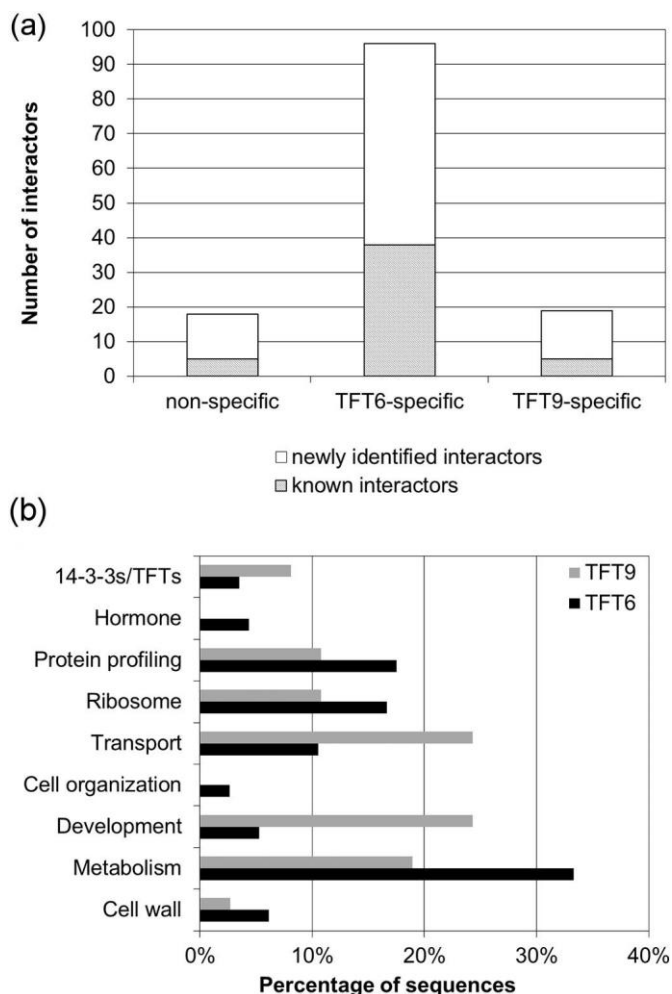 (a)
Number of interactors
100
90
80
70
60
50
40
30
20
10
0
non-specific TFT6-specific TFT9-specific
newly identified interactors
known interactors
(b)
14-3-3s/TFTs
Hormone
Protein profiling
Ribosome
Transport
Cell organization
Development
Metabolism
Cell wall
TFT9
TFT6
0% 10% 20% 30% 40%
Percentage of sequences